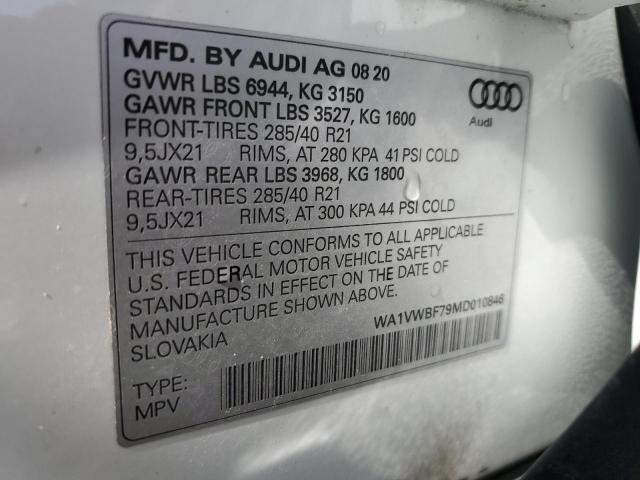 MFD. BY AUDI AG 08 20
GVWR LBS 6944, KG 3150
GAWR FRONT LBS 3527, KG 1600
FRONT-TIRES 285/40 R21
9,5JX21 RIMS, AT 280 KPA 41 PSI COLD
GAWR REAR LBS 3968, KG 1800
REAR-TIRES 285/40 R21
9,5JX21 RIMS, AT 300 KPA 44 PSI COLD
Audi
THIS VEHICLE CONFORMS TO ALL APPLICABLE
U.S. FEDERAL MOTOR VEHICLE SAFETY
STANDARDS IN EFFECT ON THE DATE OF
MANUFACTURE SHOWN ABOVE.
SLOVAKIA
WA1VWBF79MD010846
TYPE:
MPV